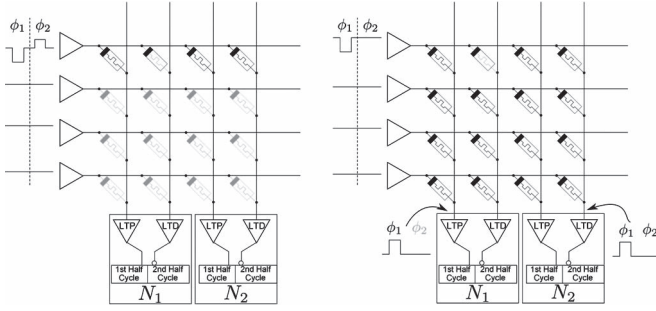 ϕ₁ ϕ₂
LTP LTD LTP LTD
1st Half Cycle 2nd Half Cycle 1st Half Cycle 2nd Half Cycle
N₁ N₂
ϕ₁ ϕ₂
ϕ₁ ϕ₂
ϕ₁ ϕ₂
LTP LTD LTP LTD
1st Half Cycle 2nd Half Cycle 1st Half Cycle 2nd Half Cycle
N₁ N₂